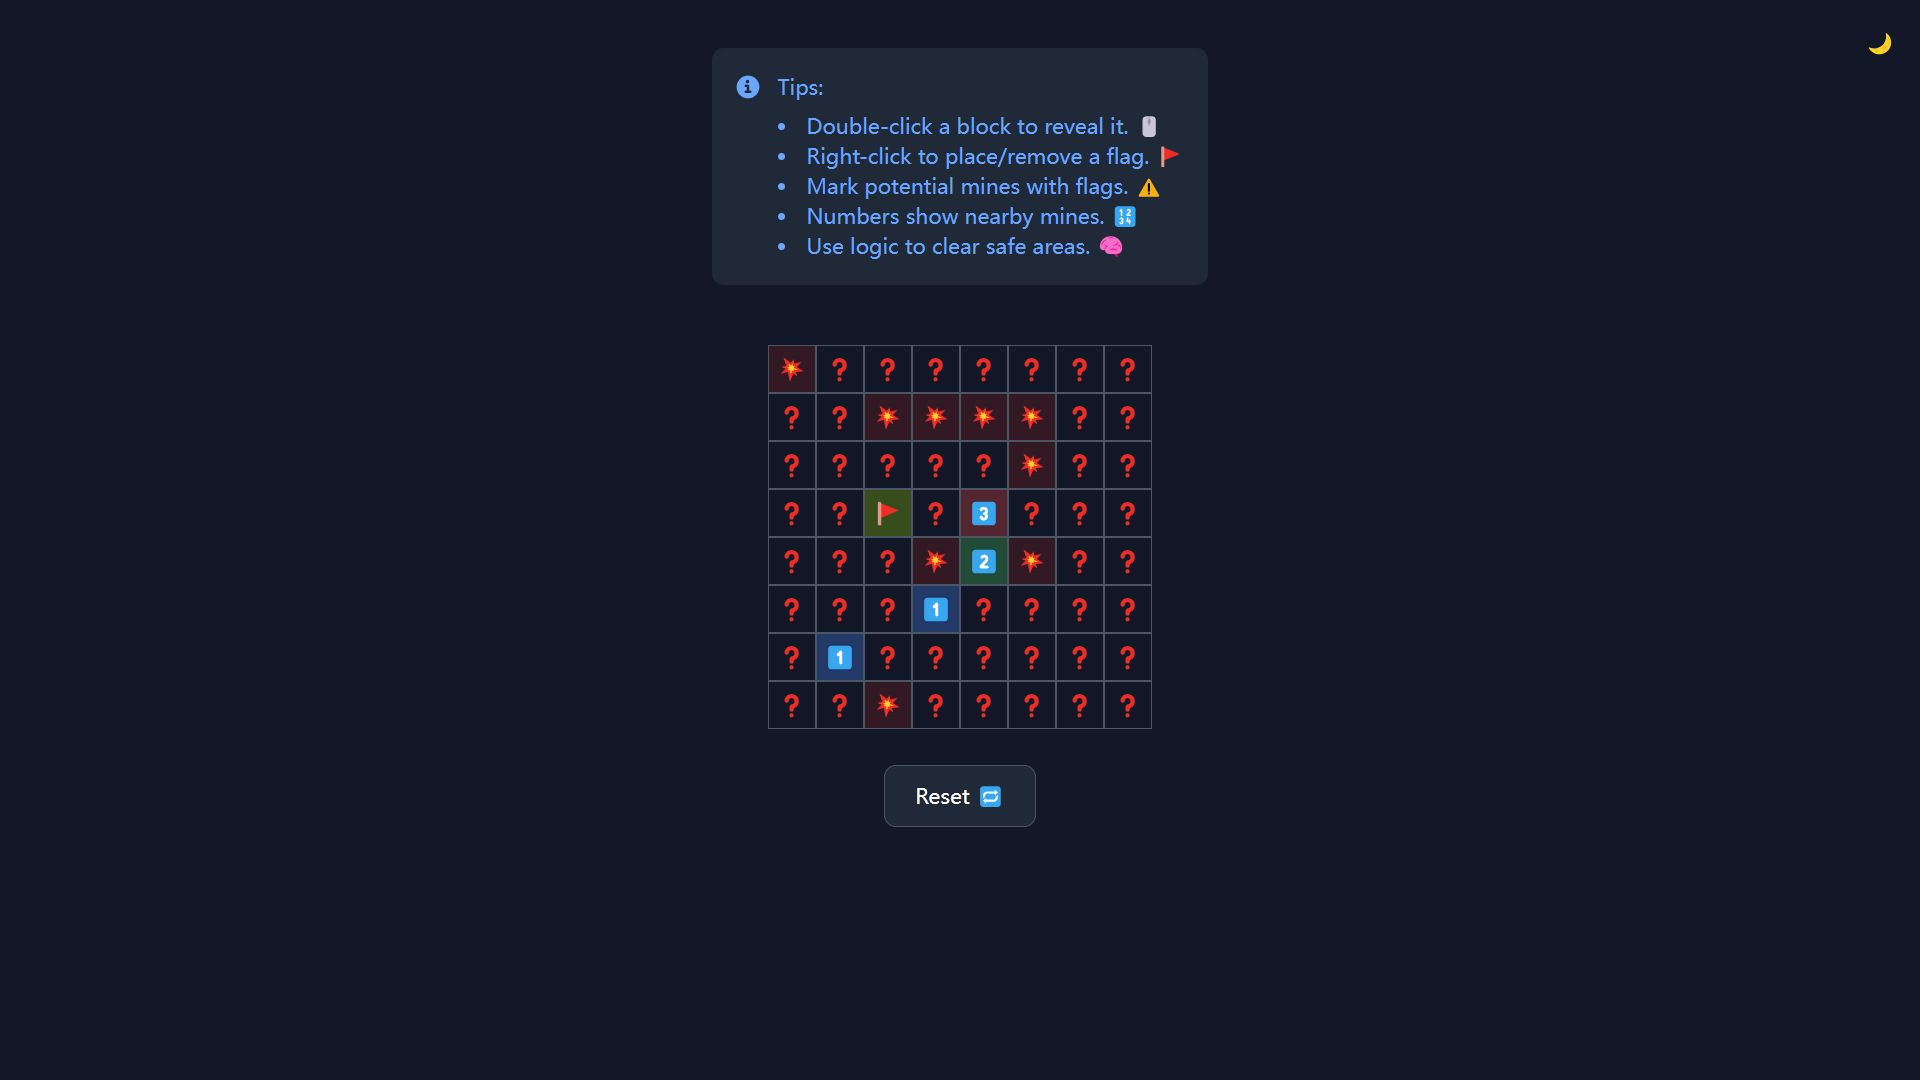 Tips:
Double-click a block to reveal it.
Right-click to place/remove a flag.
Mark potential mines with flags.
Numbers show nearby mines.
Use logic to clear safe areas.
❓ ❓ ❓ ❓ ❓ ❓ ❓
❓ ❓ ❓ ❓
❓ ❓ ❓ ❓ ❓ ❓ ❓
❓ ❓ ❓ 3 ❓ ❓ ❓
❓ ❓ ❓ 2 ❓ ❓
❓ ❓ ❓ 1 ❓ ❓ ❓ ❓
❓ 1 ❓ ❓ ❓ ❓ ❓ ❓
❓ ❓ ❓ ❓ ❓ ❓ ❓
Reset